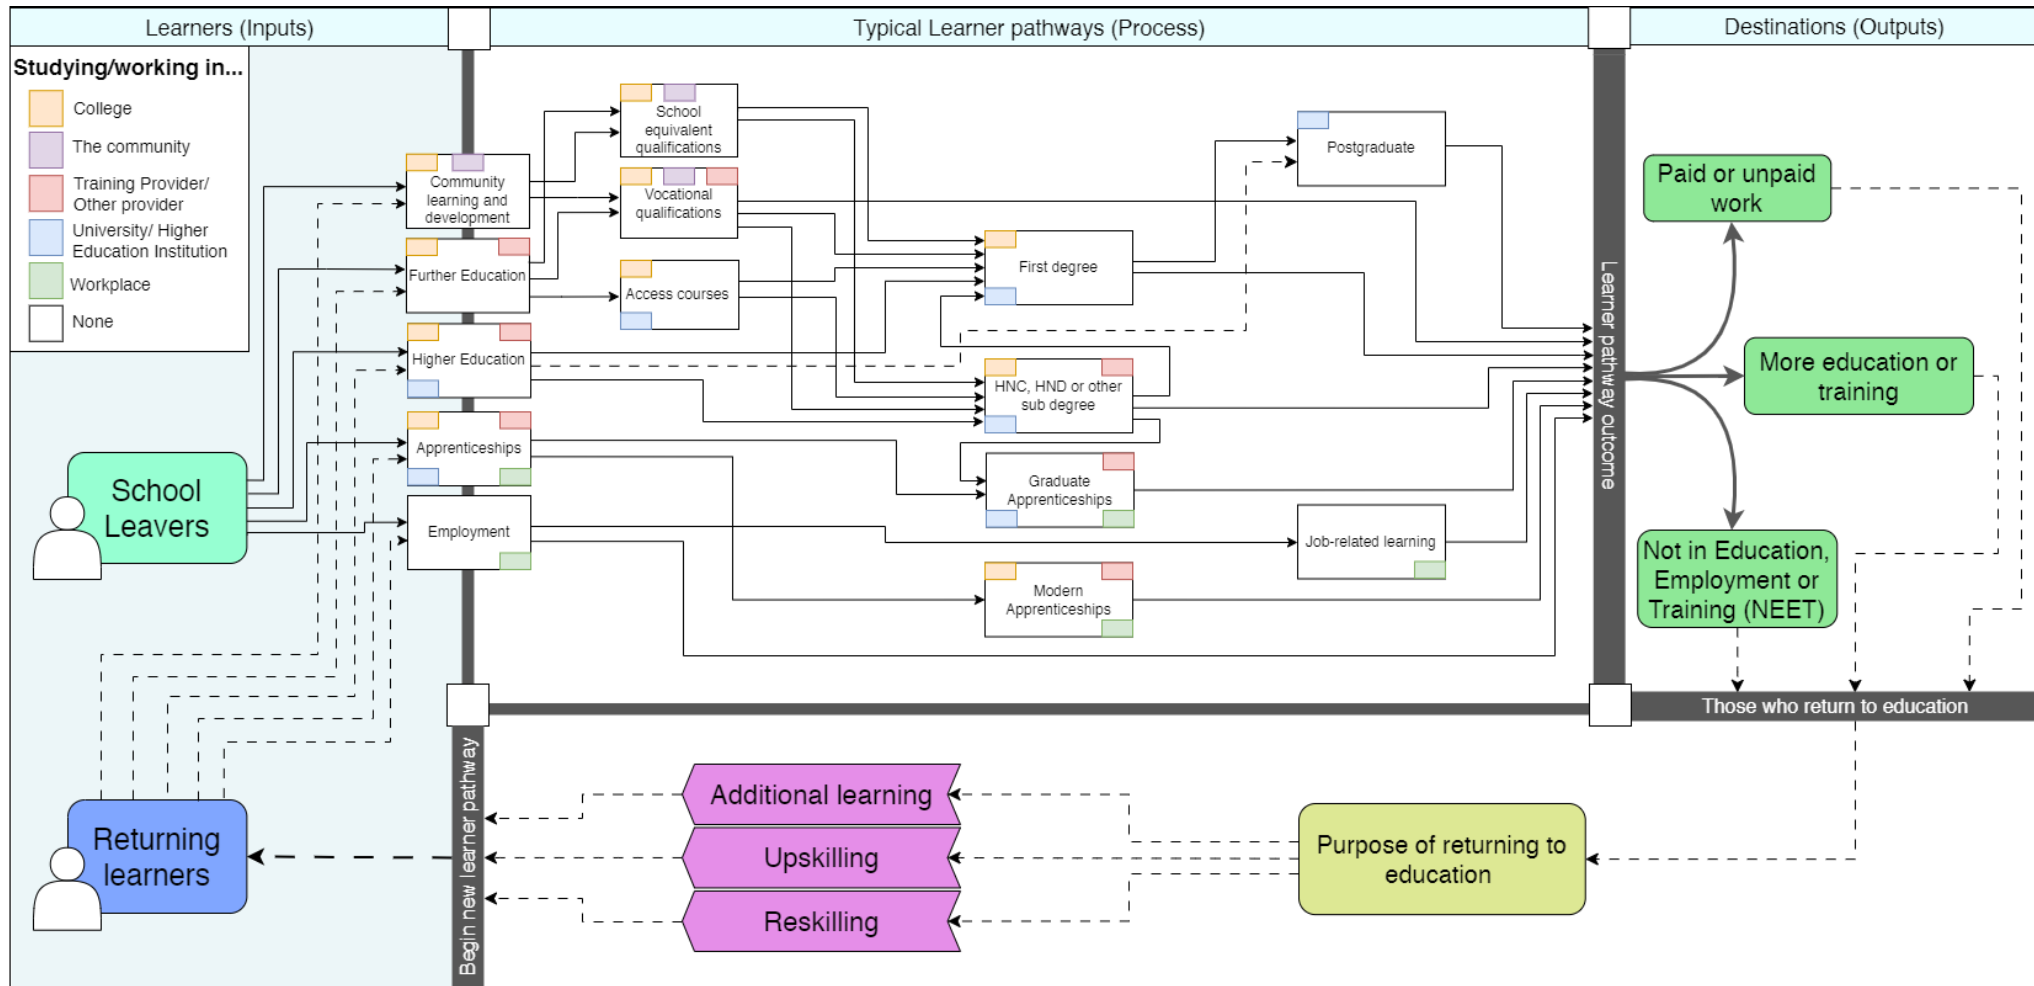 Learners (Inputs)
Typical Learner pathways (Process)
Destinations (Outputs)
Studying/working in...
College
The community
Training Provider/
Other provider
University/ Higher
Education Institution
Workplace
None
School
Leavers
Returning
learners
Community
learning and
development
Further Education
Higher Education
Apprenticeships
Employment
School
equivalent
qualifications
Vocational
qualifications
Access courses
First degree
HNC, HND or other
sub degree
Graduate
Apprenticeships
Modern
Apprenticeships
Postgraduate
Job-related learning
Learner pathway outcome
Paid or unpaid
work
More education or
training
Not in Education,
Employment or
Training (NEET)
Those who return to education
Purpose of returning to
education
Additional learning
Upskilling
Reskilling
Begin new learner pathway